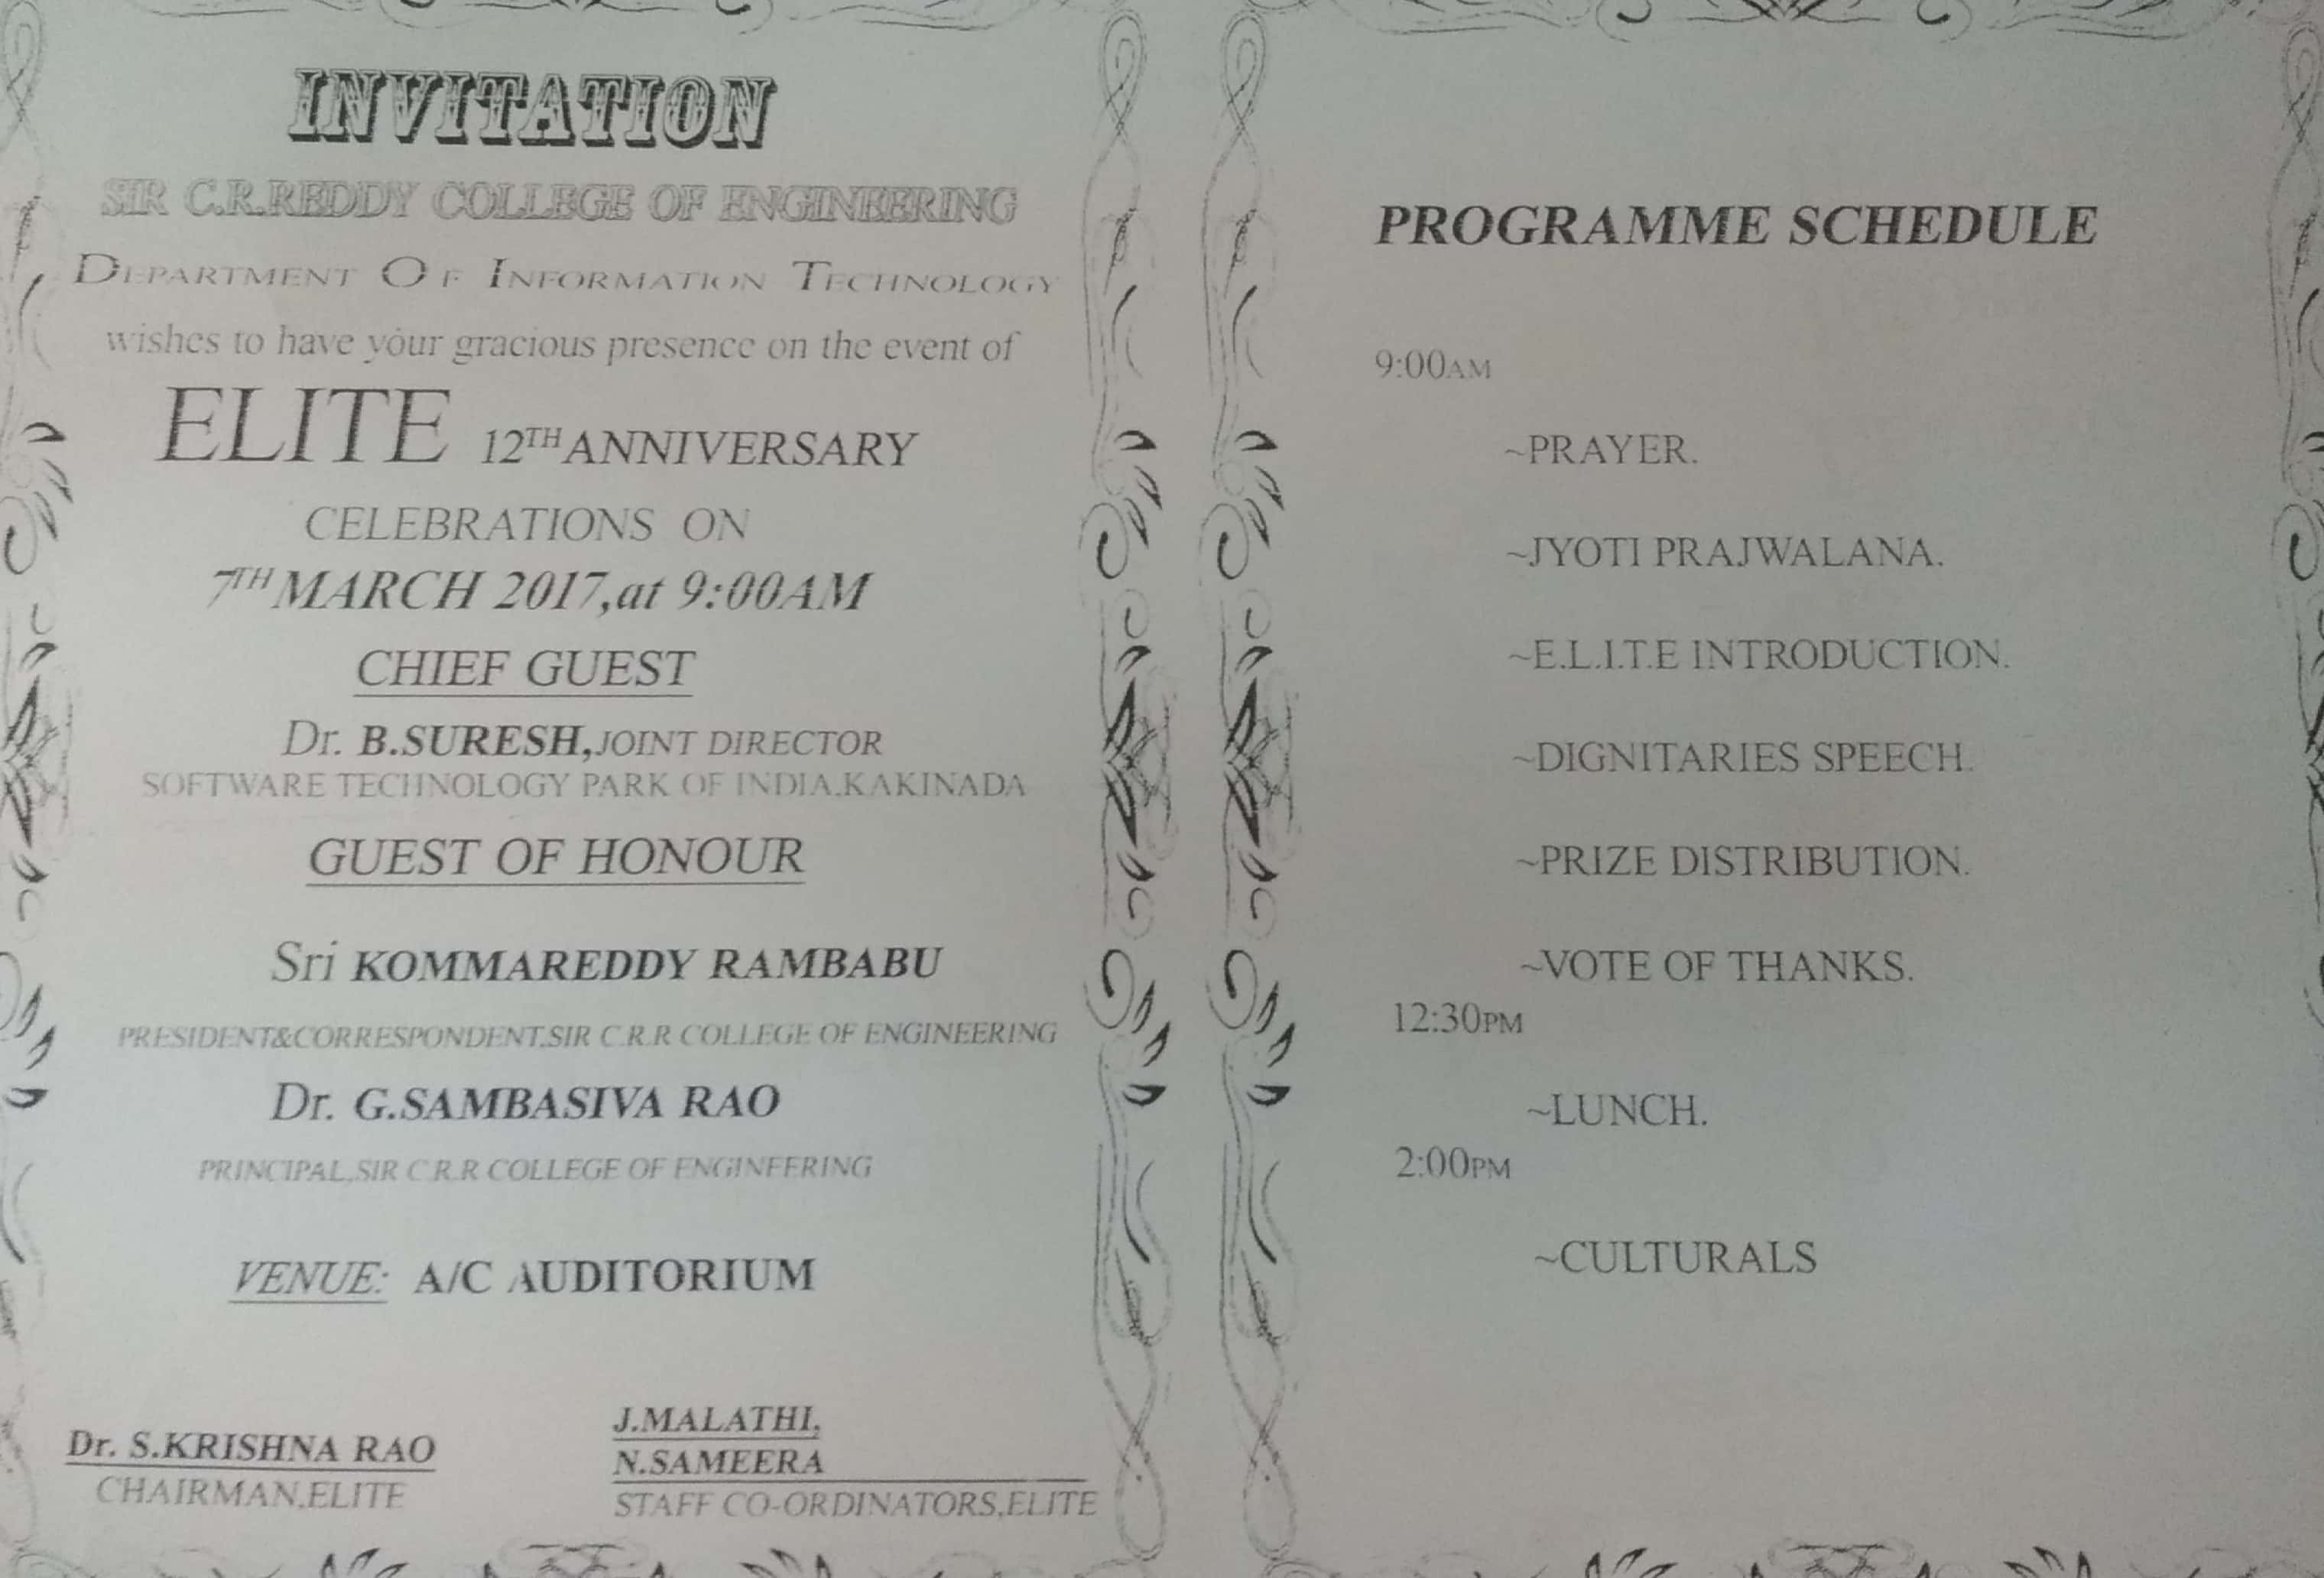 INVITATION
SIR C.R.REDDY COLLEGE OF ENGINEERING
DEPARTMENT OF INFORMATION TECHNOLOGY
wishes to have your gracious presence on the event of
ELITE 12TH ANNIVERSARY
CELEBRATIONS ON
7TH MARCH 2017,at 9:00AM
CHIEF GUEST
Dr. B.SURESH,JOINT DIRECTOR
SOFTWARE TECHNOLOGY PARK OF INDIA.KAKINADA
GUEST OF HONOUR
Sri KOMMAREDDY RAMBABU
PRESIDENT&CORRESPONDENT.SIR C.R.R COLLEGE OF ENGINEERING
Dr. G.SAMBASIVA RAO
PRINCIPAL,SIR C.R.R COLLEGE OF ENGINEERING
VENUE: A/C AUDITORIUM
Dr. S.KRISHNA RAO
CHAIRMAN,ELITE
J.MALATHI,
N.SAMEERA
STAFF CO-ORDINATORS,ELITE
PROGRAMME SCHEDULE
9:00AM
~PRAYER.
~JYOTI PRAJWALANA.
~E.L.I.T.E INTRODUCTION.
~DIGNITARIES SPEECH.
~PRIZE DISTRIBUTION.
~VOTE OF THANKS.
12:30PM
~LUNCH.
2:00PM
~CULTURALS